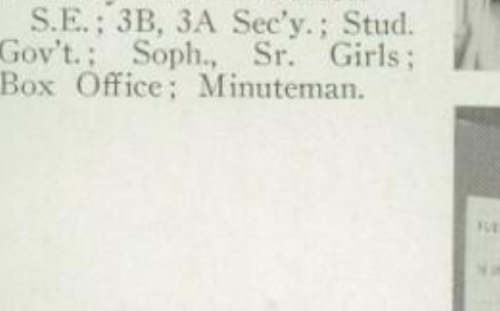 S.E.; 3B, 3A Sec'y.; Stud.
Gov't.; Soph., Sr. Girls;
Box Office; Minuteman.